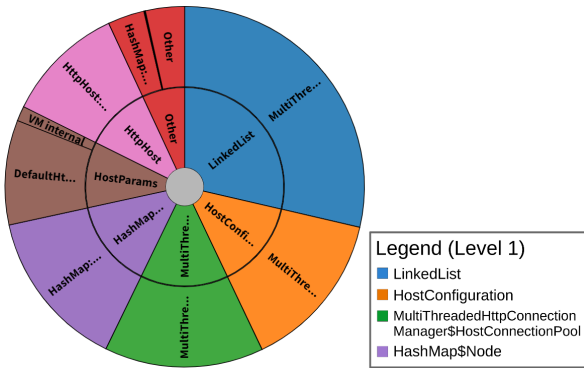 HashMap:...
Other
HttpHost:...
MultiThre...
VM internal
HttpHost
Other
LinkedList
DefaultHt...
HostParams
HashMap...
MultiThre...
HostConfi...
HashMap:...
MultiThre...
MultiThre...
Legend (Level 1)
LinkedList
HostConfiguration
MultiThreadedHttpConnection
Manager$HostConnectionPool
HashMap$Node